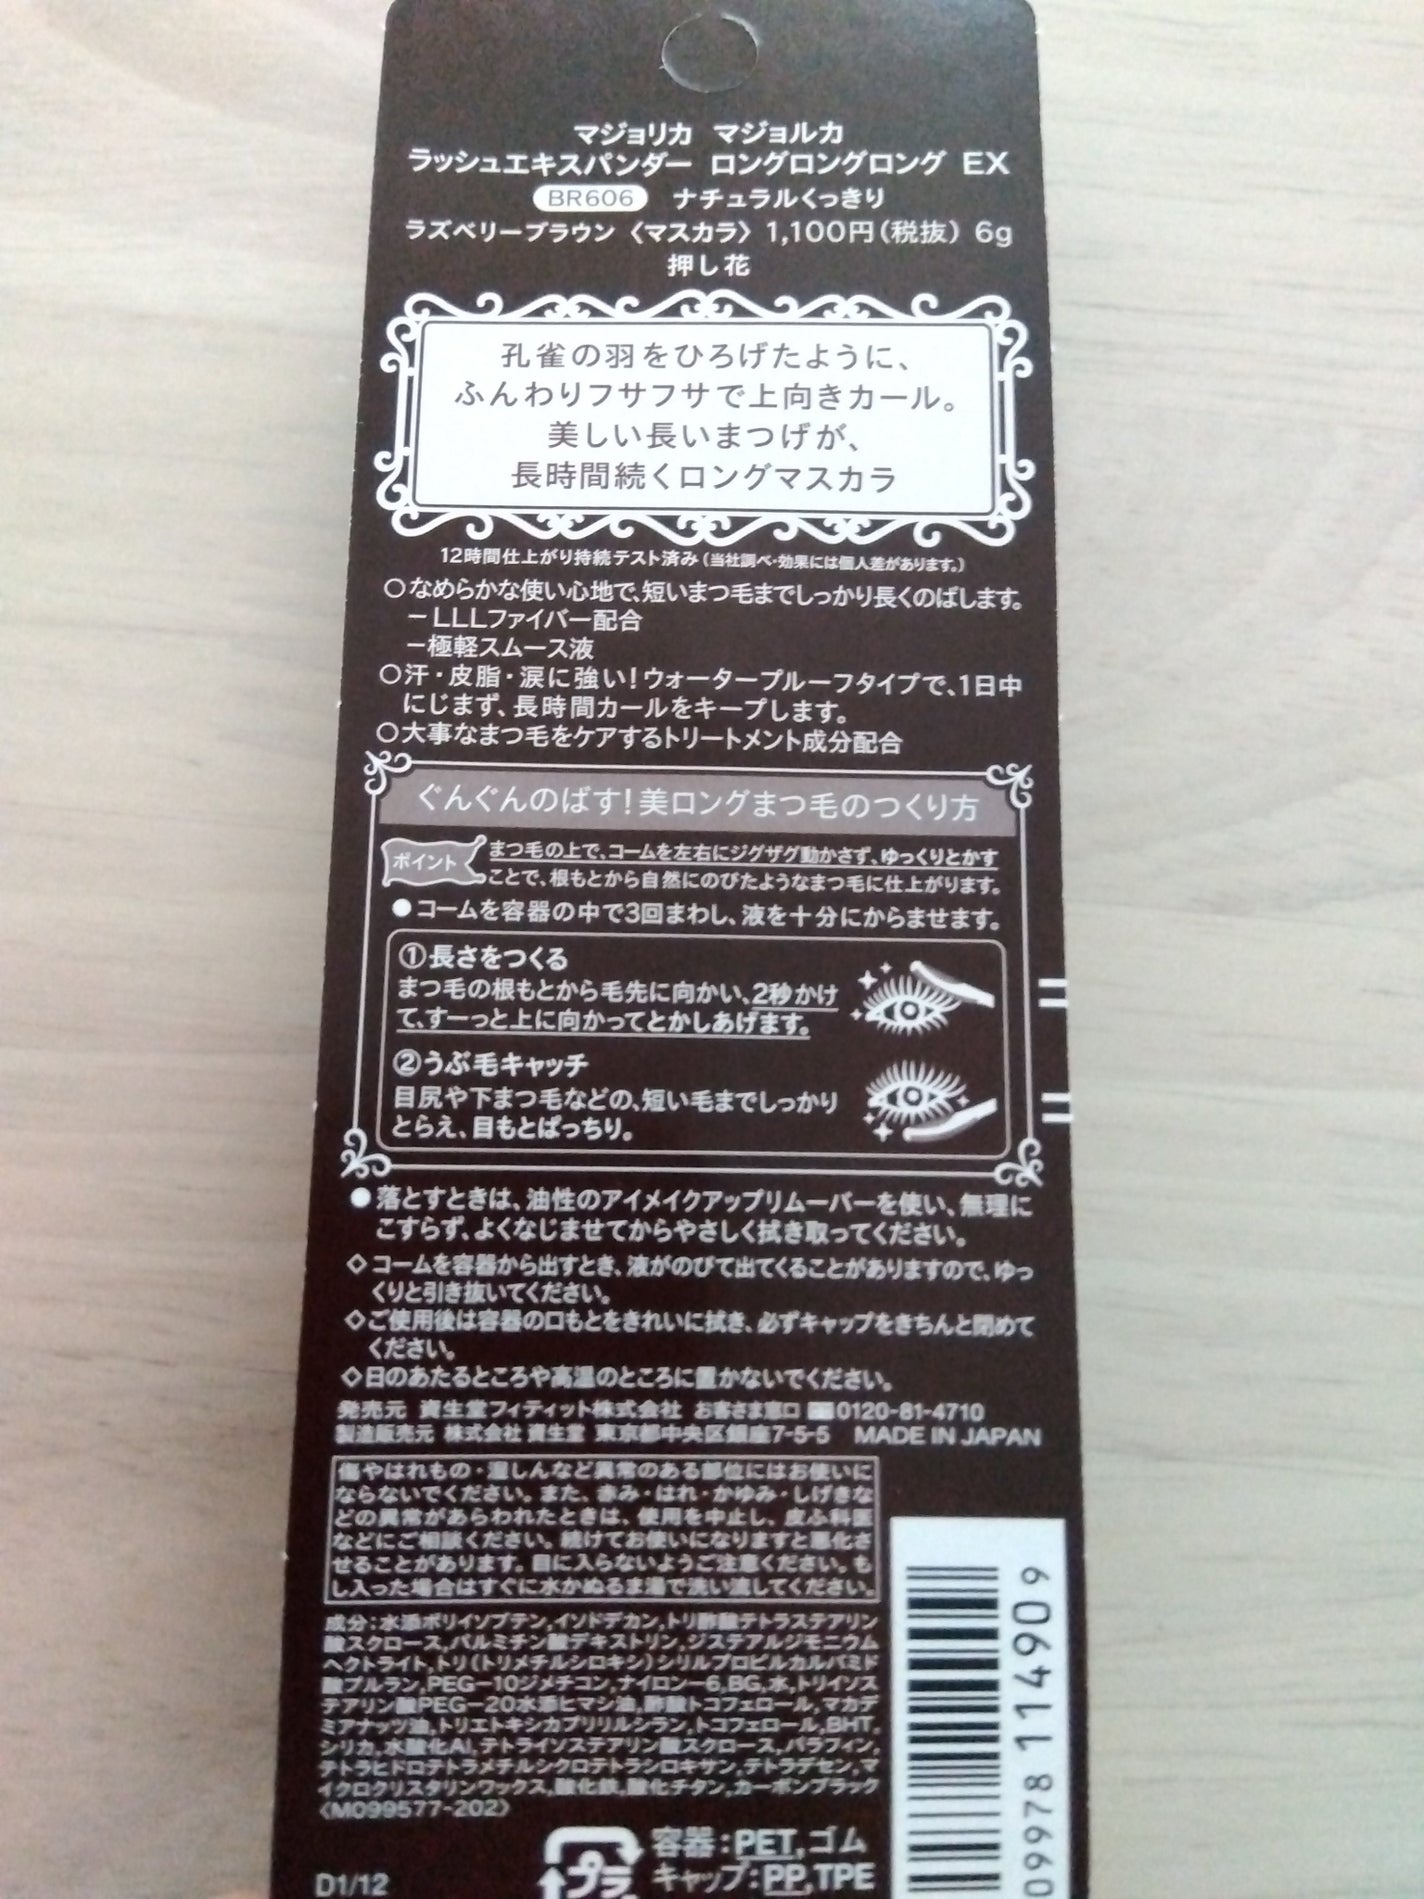 マジョリカ マジョルカ
ラッシュエキスパンダー ロングロングロング EX
BR606 ナチュラルくっきり
ラズベリーブラウン〈マスカラ〉1,100円(税抜) 6g
押し花
孔雀の羽をひろげたように、
ふんわりフサフサで上向きカール。
美しい長いまつげが、
長時間続くロングマスカラ
12時間仕上がり持続テスト済み(当社調べ・効果には個人差があります。)
○なめらかな使い心地で、短いまつ毛までしっかり長くのばします。
－LLLファイバー配合
－極軽スムース液
○汗・皮脂・涙に強い!ウォータープルーフタイプで、1日中
にじまず、長時間カールをキープします。
○大事なまつ毛をケアするトリートメント成分配合
ぐんぐんのばす!美ロングまつ毛のつくり方
ポイント
まつ毛の上で、コームを左右にジグザグ動かさず、ゆっくりとかす
ことで、根もとから自然にのびたようなまつ毛に仕上がります。
●コームを容器の中で3回まわし、液を十分にからませます。
①長さをつくる
まつ毛の根もとから毛先に向かい、2秒かけ
て、すーっと上に向かってとかしあげます。
②うぶ毛キャッチ
目尻や下まつ毛などの、短い毛までしっかり
とらえ、目もとぱっちり。
●落とすときは、油性のアイメイクアップリムーバーを使い、無理に
こすらず、よくなじませてからやさしく拭き取ってください。
◇コームを容器から出すとき、液がのびて出てくることがありますので、ゆっ
くりと引き抜いてください。
◇ご使用後は容器の口もとをきれいに拭き、必ずキャップをきちんと閉めて
ください。
◇日のあたるところや高温のところに置かないでください。
発売元 資生堂フィティット株式会社 お客さま窓口 0120-81-4710
製造販売元 株式会社 資生堂 東京都中央区銀座7-5-5 MADE IN JAPAN
傷やはれもの・湿しんなど異常のある部位にはお使いに
ならないでください。また、赤み・はれ・かゆみ・しげきな
どの異常があらわれたときは、使用を中止し、皮ふ科医
などにご相談ください。続けてお使いになりますと悪化さ
せることがあります。目に入らないようご注意ください。も
し入った場合はすぐに水かぬるま湯で洗い流してください。
成分:水添ポリイソブテン,イソドデカン,トリ酢酸テトラステアリン
酸スクロース,パルミチン酸デキストリン,ジステアルジモニウム
ヘクトライト,トリ(トリメチルシロキシ)シリルプロピルカルバミド
酸プルラン,PEG－10ジメチコン,ナイロン－6,BG,水,トリイソス
テアリン酸PEG－20水添ヒマシ油,酢酸トコフェロール,マカデ
ミアナッツ油,トリエトキシカプリリルシラン,トコフェロール,BHT,
シリカ,水酸化Al,テトライソステアリン酸スクロース,パラフィン,
テトラヒドロテトラメチルシクロテトラシロキサン,テトラデセン,マ
イクロクリスタリンワックス,酸化鉄,酸化チタン,カーボンブラック
〈M099577-202〉
D1/12
プラ
容器:PET,ゴム
キャップ:PP,TPE
09978 114909